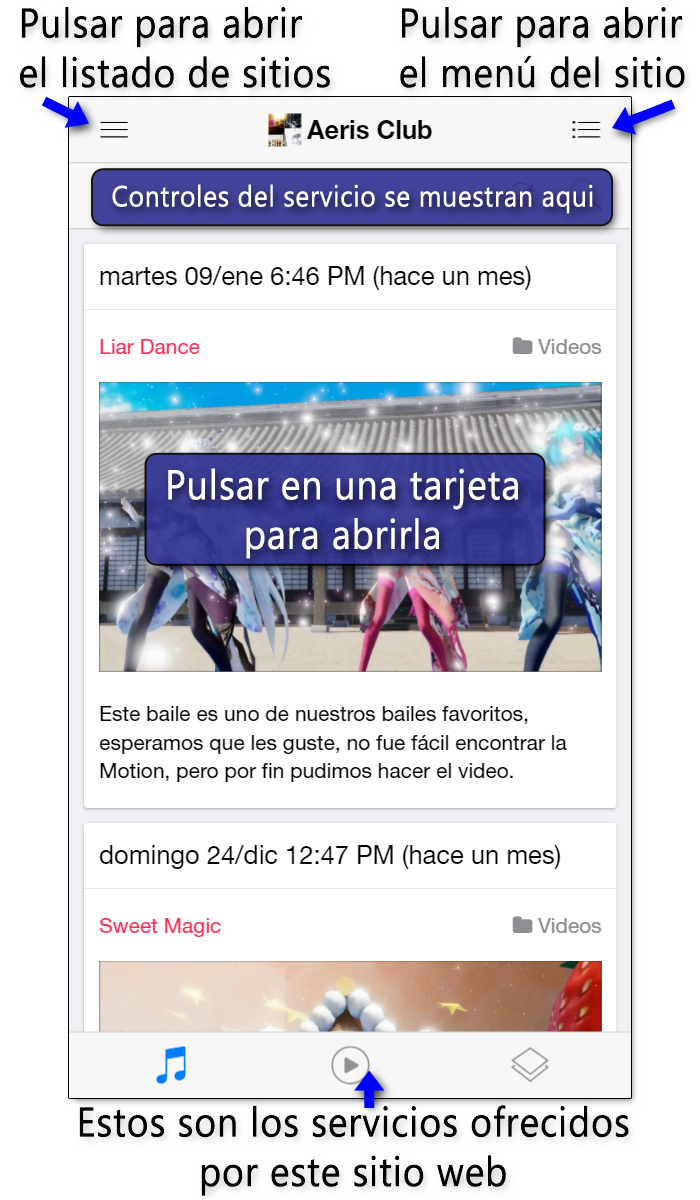 Pulsar para abrir
el listado de sitios
Pulsar para abrir
el menú del sitio
Aeris Club
Controles del servicio se muestran aqui
martes 09/ene 6:46 PM (hace un mes)
Liar Dance
Videos
Pulsar en una tarjeta
para abrirla
Este baile es uno de nuestros bailes favoritos,
esperamos que les guste, no fue fácil encontrar la
Motion, pero por fin pudimos hacer el video.
domingo 24/dic 12:47 PM (hace un mes)
Sweet Magic
Videos
Estos son los servicios ofrecidos
por este sitio web